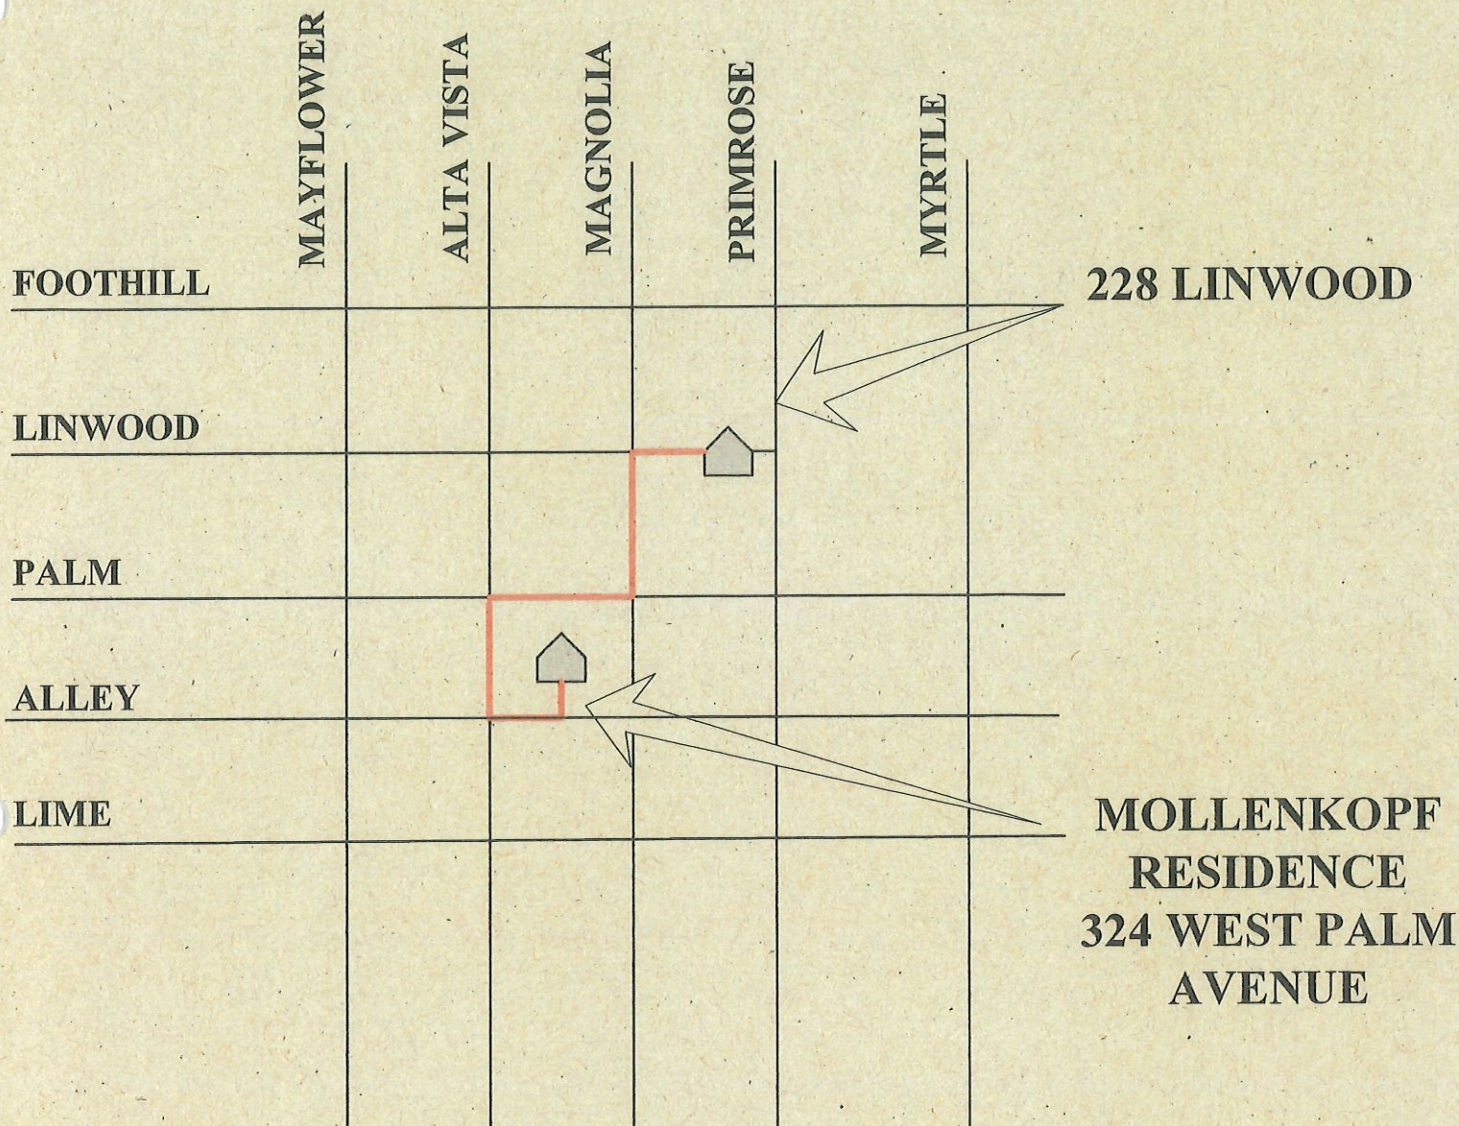 MAYFLOWER
ALTA VISTA
MAGNOLIA
PRIMROSE
MYRTLE
FOOTHILL
228 LINWOOD
LINWOOD
PALM
ALLEY
LIME
MOLLENKOPF
RESIDENCE
324 WEST PALM
AVENUE